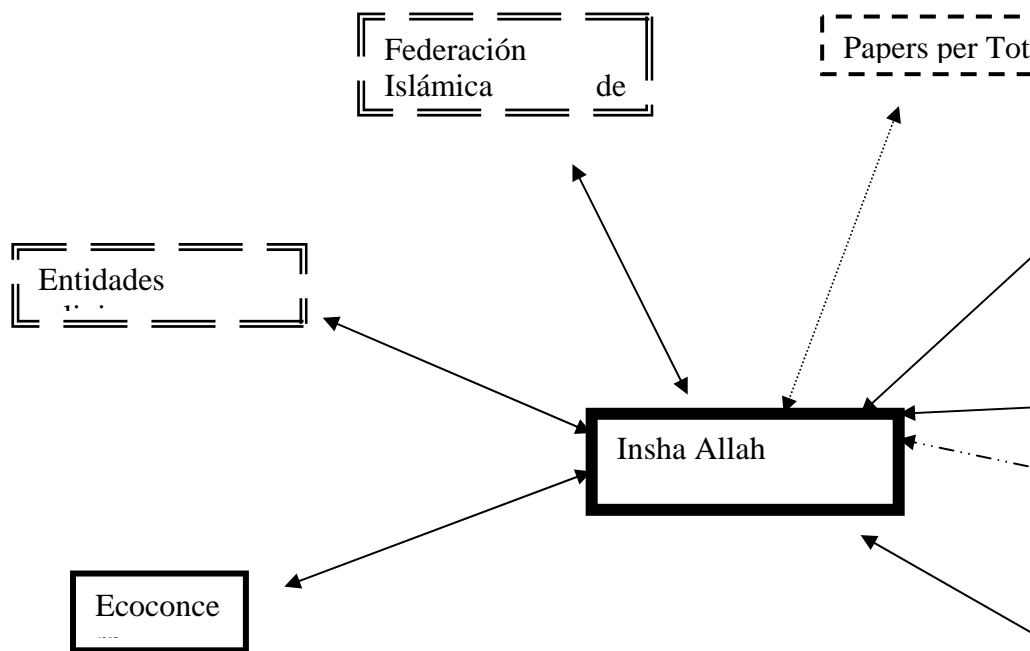 Federación
Islámica de
Papers per Tot
Entidades
Insha Allah
Ecoconce